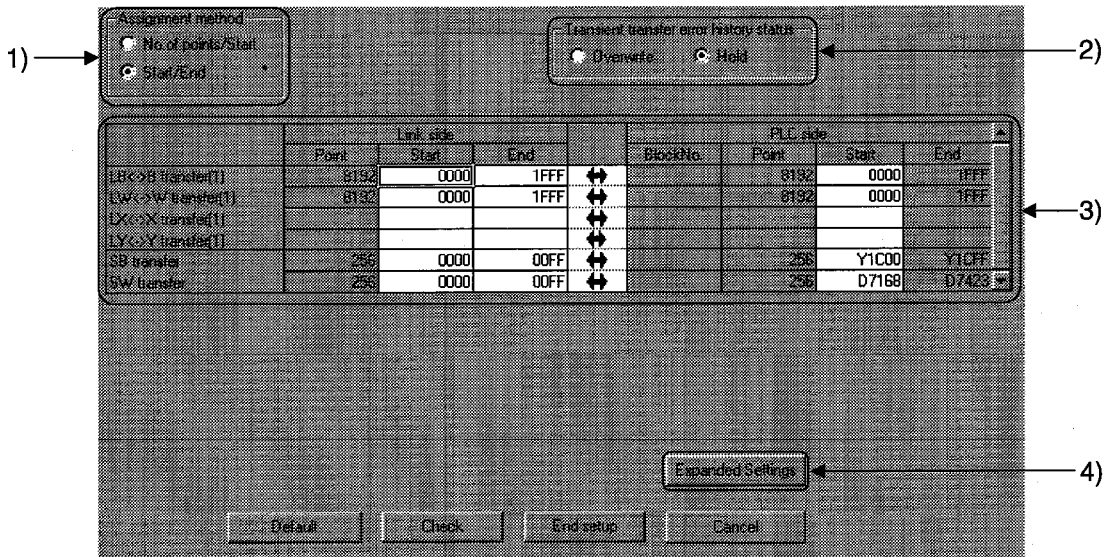 Assignment method
No.of points/Start
Start/End
1)
Transient transfer error history status
Overwrite Hold
2)
Link side PLC side
Point Start End BlockNo. Point Start End
LB<->B transfer(1) 8192 0000 1FFF 8192 0000 1FFF
LW<->W transfer(1) 8192 0000 1FFF 8192 0000 1FFF
LX<->X transfer(1)
LY<->Y transfer(1)
SB transfer 256 0000 00FF 256 Y1C00 Y1CFF
SW transfer 256 0000 00FF 256 D7168 D7423
3)
Expanded Settings
4)
Default Check End setup Cancel